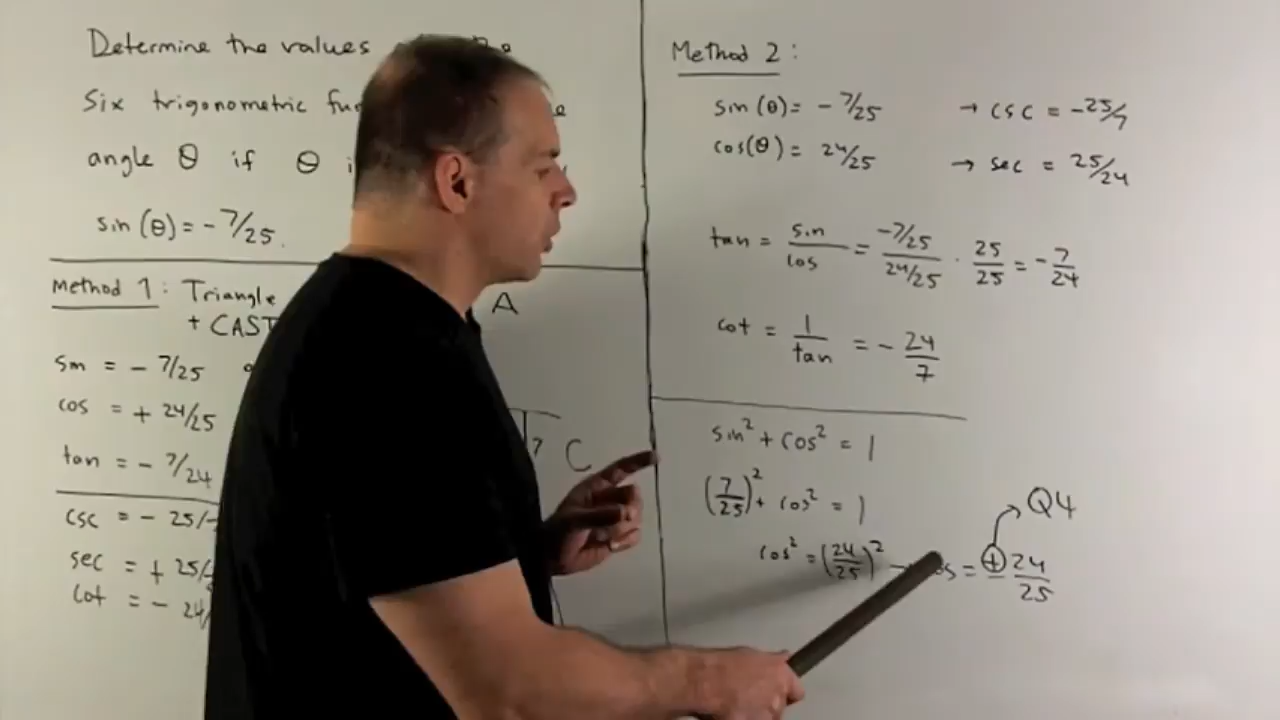 Determine the values
Six trigonometric
angle θ if θ
sin(θ) = - 7/25.
Method 1: Triangle
+ CAST
A
sin = - 7/25
cos = + 24/25
tan = - 7/24
7 C
csc = - 25/
sec = + 25/
cot = - 24/
Method 2:
sin(θ) = - 7/25 → csc = -25/7
cos(θ) = 24/25 → sec = 25/24
tan = sin/cos = -7/25 / 24/25 · 25/25 = - 7/24
cot = 1/tan = - 24/7
sin² + cos² = 1
(7/25)² + cos² = 1
Q4
cos² = (24/25)² → cos = ± 24/25